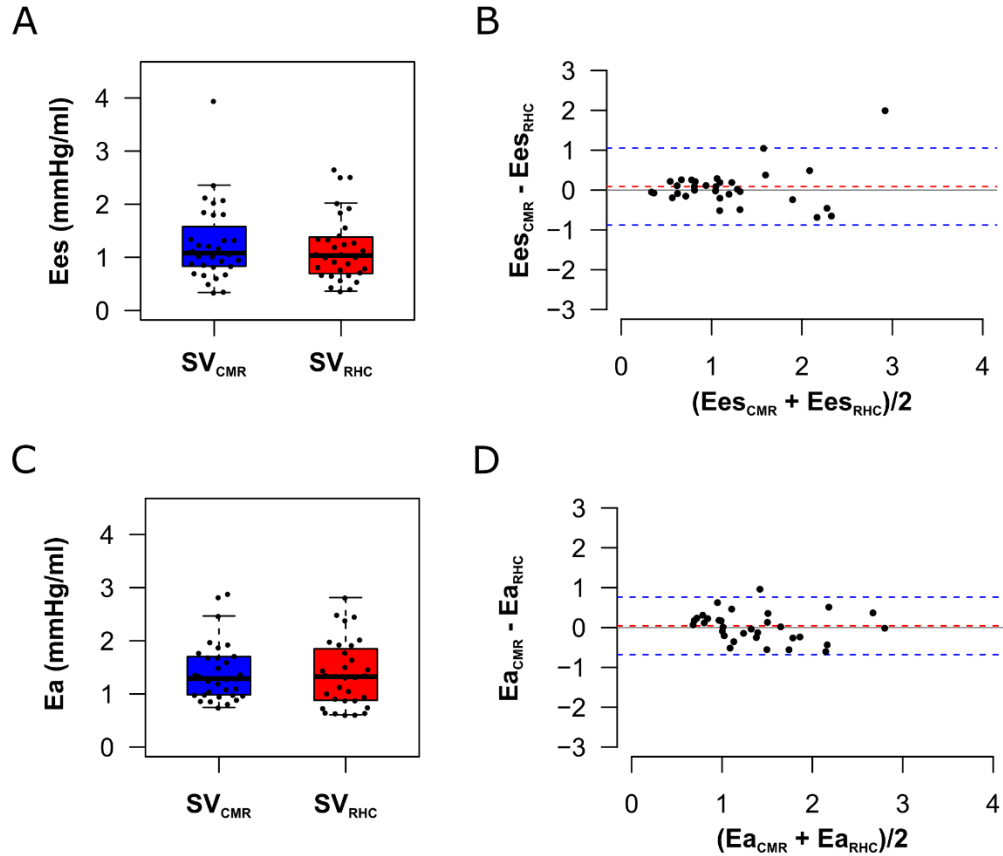 A
Ees (mmHg/ml)
4
3
2
1
0
SVCMR SVRHC
B
EesCMR - EesRHC
3
2
1
0
−1
−2
−3
0 1 2 3 4
(EesCMR + EesRHC)/2
C
Ea (mmHg/ml)
4
3
2
1
0
SVCMR SVRHC
D
EaCMR - EaRHC
3
2
1
0
−1
−2
−3
0 1 2 3 4
(EaCMR + EaRHC)/2